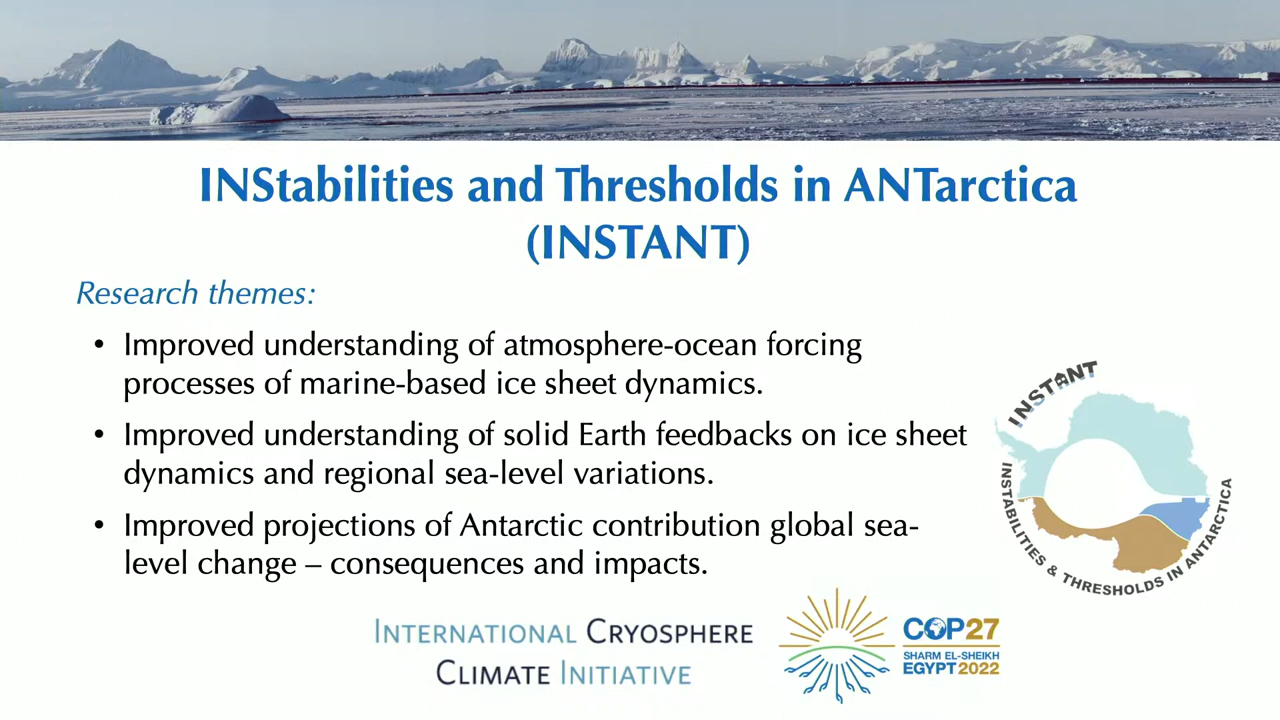 INStabilities and Thresholds in ANTarctica
(INSTANT)
Research themes:
• Improved understanding of atmosphere-ocean forcing
processes of marine-based ice sheet dynamics.
• Improved understanding of solid Earth feedbacks on ice sheet
dynamics and regional sea-level variations.
• Improved projections of Antarctic contribution global sea-
level change – consequences and impacts.
INSTANT
INSTABILITIES & THRESHOLDS IN ANTARCTICA
INTERNATIONAL CRYOSPHERE
CLIMATE INITIATIVE
COP27
SHARM EL-SHEIKH
EGYPT 2022